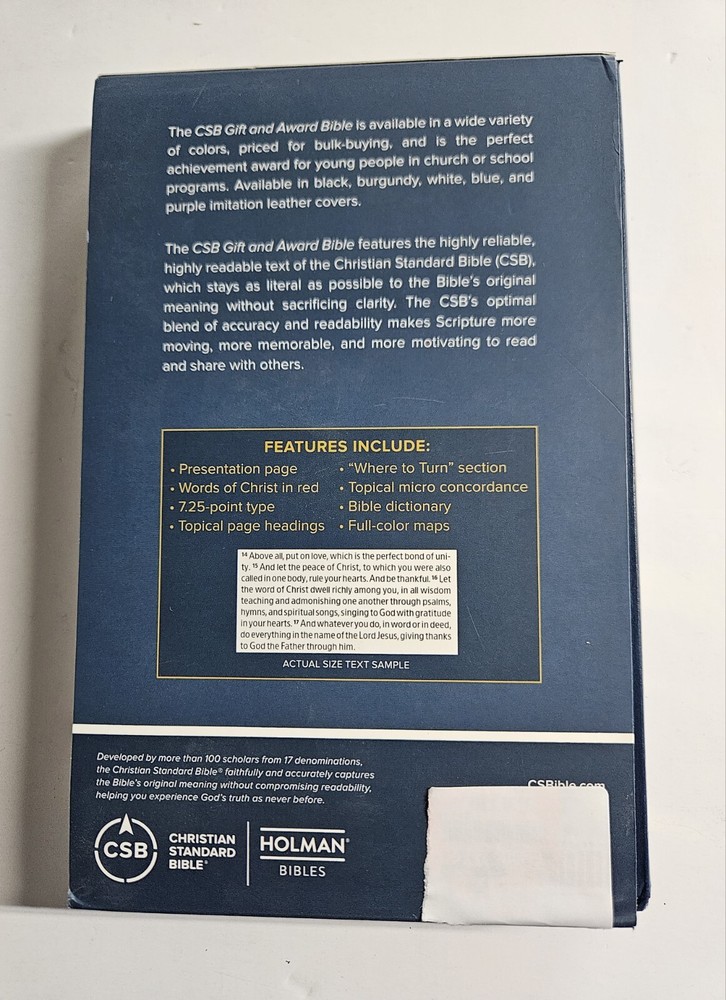 The CSB Gift and Award Bible is available in a wide variety
of colors, priced for bulk-buying, and is the perfect
achievement award for young people in church or school
programs. Available in black, burgundy, white, blue, and
purple imitation leather covers.
The CSB Gift and Award Bible features the highly reliable,
highly readable text of the Christian Standard Bible (CSB),
which stays as literal as possible to the Bible's original
meaning without sacrificing clarity. The CSB's optimal
blend of accuracy and readability makes Scripture more
moving, more memorable, and more motivating to read
and share with others.
FEATURES INCLUDE:
• Presentation page
• Words of Christ in red
• 7.25-point type
• Topical page headings
• “Where to Turn” section
• Topical micro concordance
• Bible dictionary
• Full-color maps
14 Above all, put on love, which is the perfect bond of uni-
ty. 15 And let the peace of Christ, to which you were also
called in one body, rule your hearts. And be thankful. 16 Let
the word of Christ dwell richly among you, in all wisdom
teaching and admonishing one another through psalms,
hymns, and spiritual songs, singing to God with gratitude
in your hearts. 17 And whatever you do, in word or in deed,
do everything in the name of the Lord Jesus, giving thanks
to God the Father through him.
ACTUAL SIZE TEXT SAMPLE
Developed by more than 100 scholars from 17 denominations,
the Christian Standard Bible® faithfully and accurately captures
the Bible's original meaning without compromising readability,
helping you experience God's truth as never before.
CSBible.com
CSB
CHRISTIAN
STANDARD
BIBLE®
HOLMAN®
BIBLES